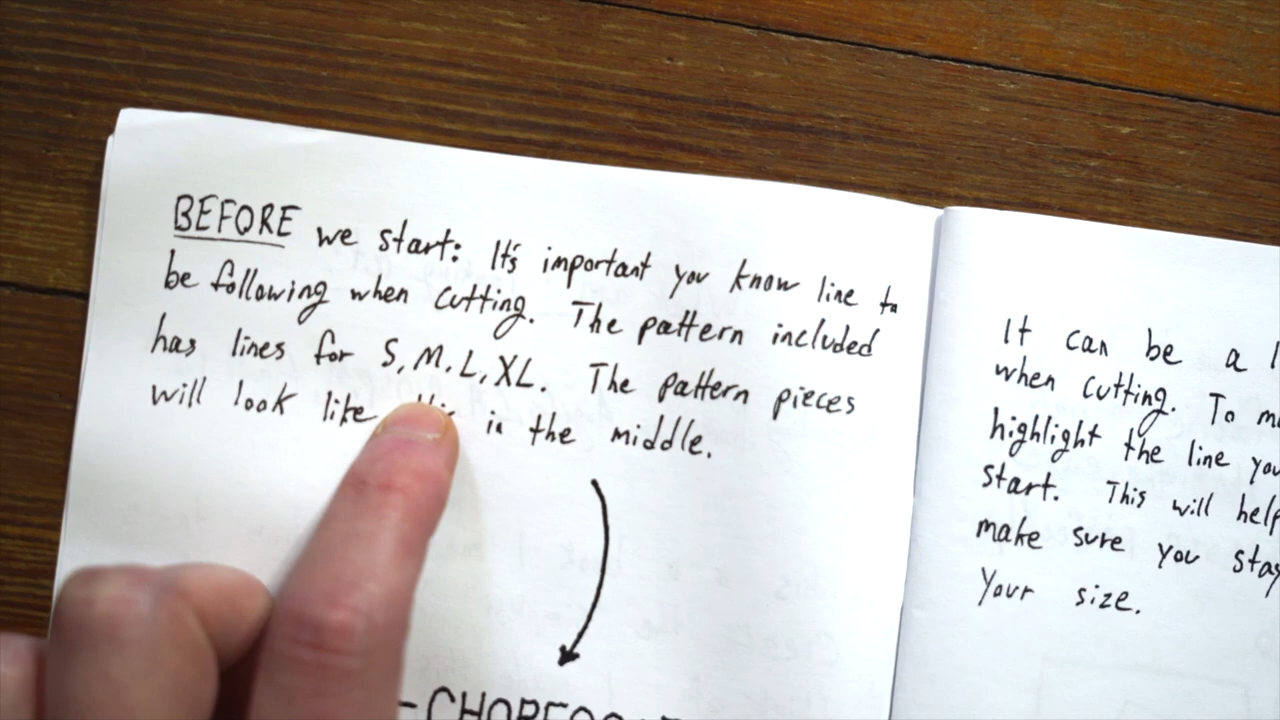 BEFORE we start: It's important you know line to
be following when cutting. The pattern included
has lines for S, M, L, XL. The pattern pieces
will look like this in the middle.
It can be a
when cutting. To
highlight the line
start. This will help
make sure you
your size.